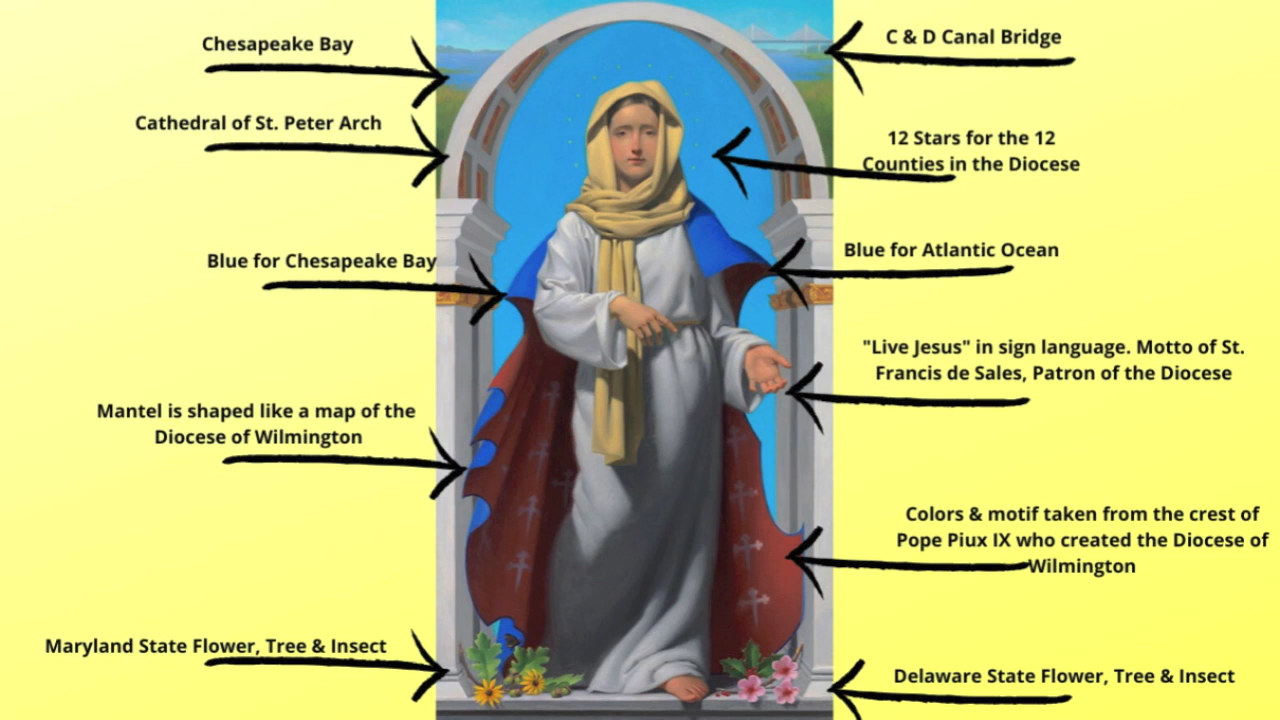 Chesapeake Bay
C & D Canal Bridge
Cathedral of St. Peter Arch
12 Stars for the 12
Counties in the Diocese
Blue for Chesapeake Bay
Blue for Atlantic Ocean
"Live Jesus" in sign language. Motto of St.
Francis de Sales, Patron of the Diocese
Mantel is shaped like a map of the
Diocese of Wilmington
Colors & motif taken from the crest of
Pope Piux IX who created the Diocese of
Wilmington
Maryland State Flower, Tree & Insect
Delaware State Flower, Tree & Insect